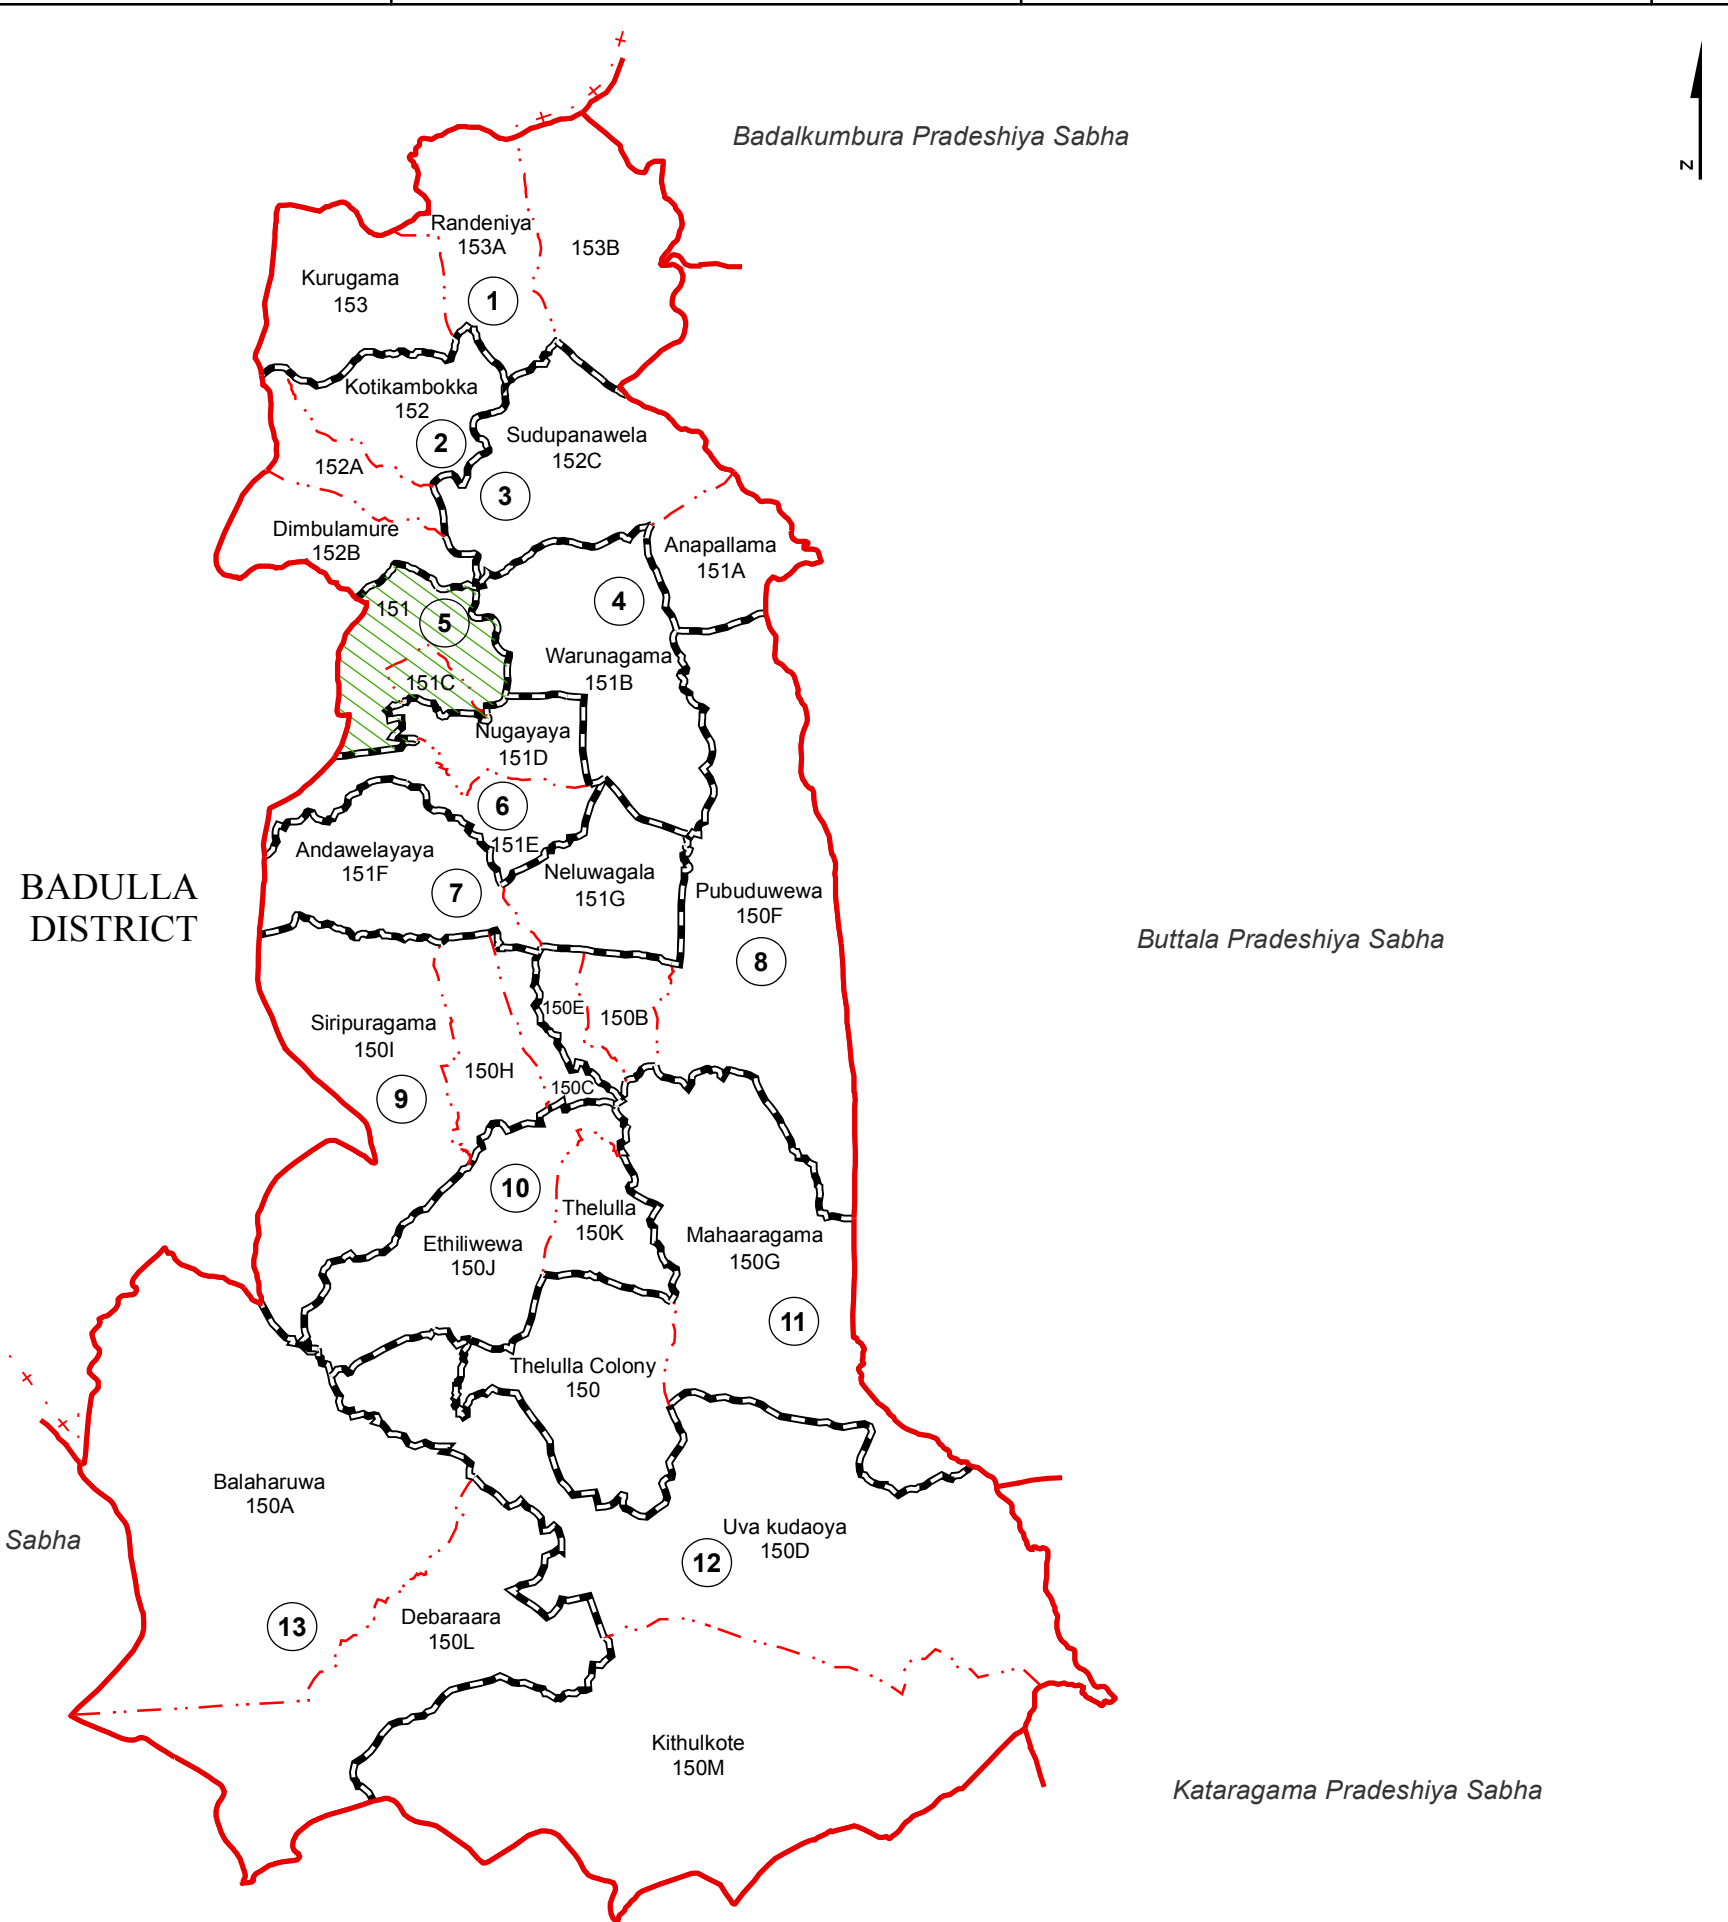 Badalkumbura Pradeshiya Sabha
z
Randeniya
153A
153B
Kurugama
153
1
Kotikambokka
152
2
Sudupanawela
152C
152A
3
Dimbulamure
152B
Anapallama
151A
151
5
4
Warunagama
151B
151C
Nugayaya
151D
6
151E
Andawelayaya
151F
Neluwagala
151G
7
BADULLA
DISTRICT
Pubuduwewa
150F
8
Buttala Pradeshiya Sabha
150E
150B
Siripuragama
150I
150H
150C
9
10
Thelulla
150K
Mahaaragama
150G
Ethiliwewa
150J
11
Thelulla Colony
150
Balaharuwa
150A
Sabha
Uva kudaoya
150D
12
13
Debaraara
150L
Kithulkote
150M
Kataragama Pradeshiya Sabha